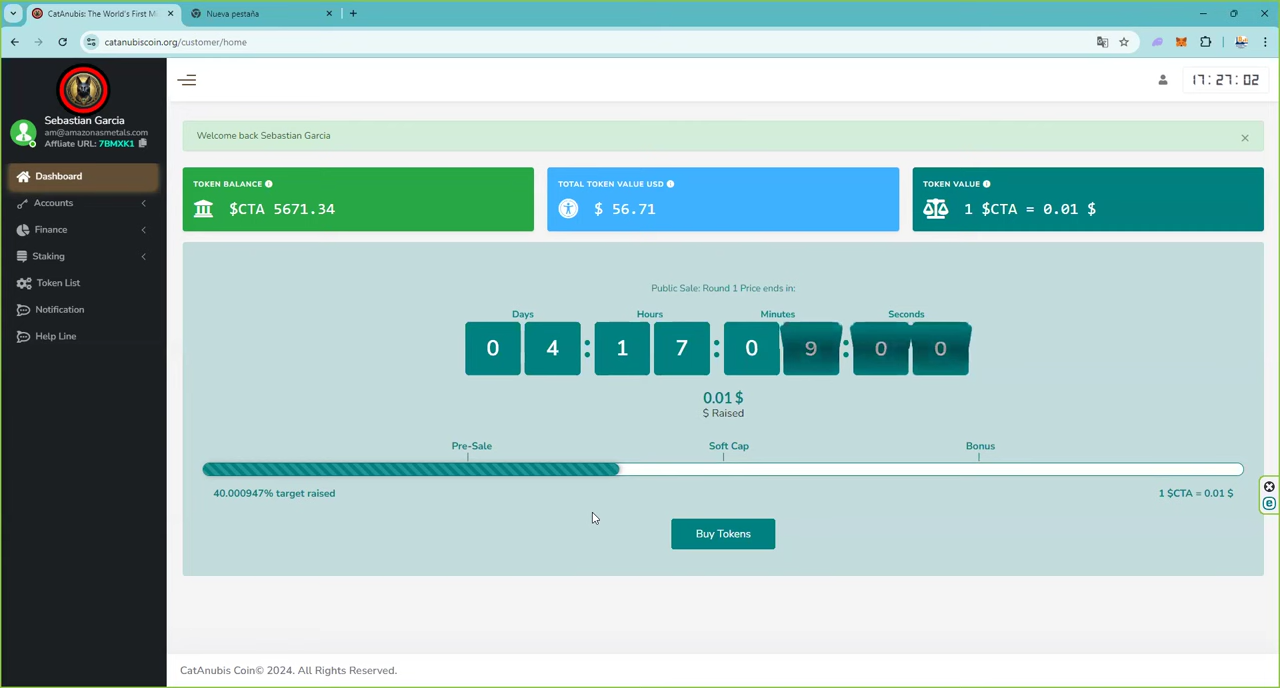 CatAnubis: The World's First M
Nueva pestaña
catanubiscoin.org/customer/home
Sebastian Garcia
am@amazonasmetals.com
Affliate URL: 7BMXK1
17:27:02
Welcome back Sebastian Garcia
Dashboard
Accounts
Finance
Staking
Token List
Notification
Help Line
TOKEN BALANCE
$CTA 5671.34
TOTAL TOKEN VALUE USD
$ 56.71
TOKEN VALUE
1 $CTA = 0.01 $
Public Sale: Round 1 Price ends in:
Days Hours Minutes Seconds
0 4 : 1 7 : 0 9 : 0 0
0.01 $
$ Raised
Pre-Sale Soft Cap Bonus
40.000947% target raised 1 $CTA = 0.01 $
Buy Tokens
CatAnubis Coin© 2024. All Rights Reserved.